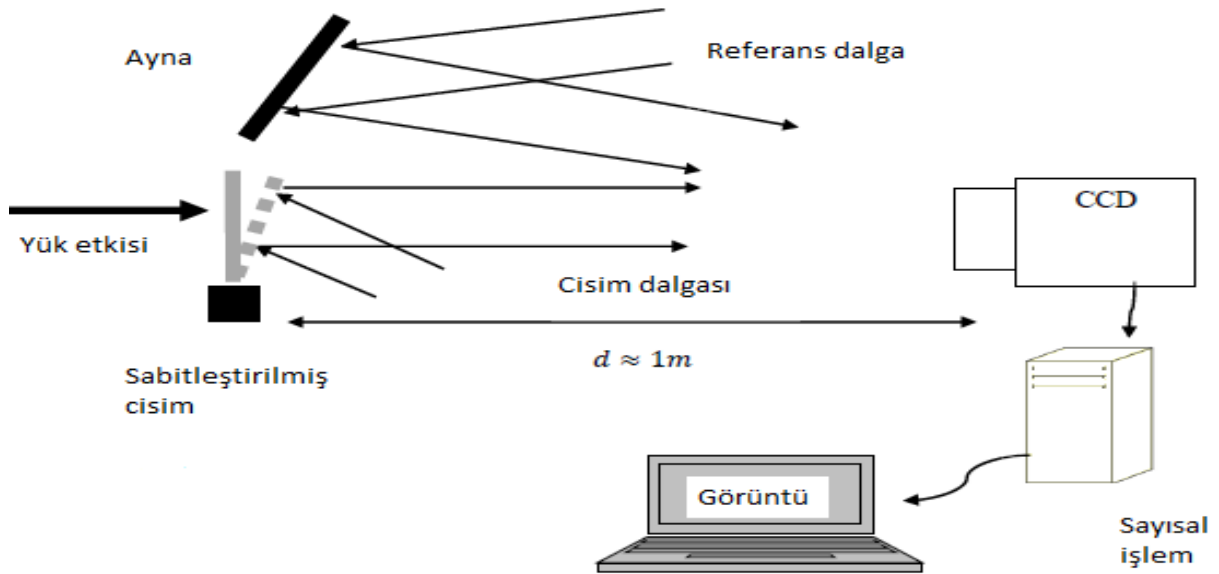 Ayna
Referans dalga
CCD
Yük etkisi
Cisim dalgası
d ≈ 1m
Sabitleştirilmiş
cisim
Görüntü
Sayısal
işlem